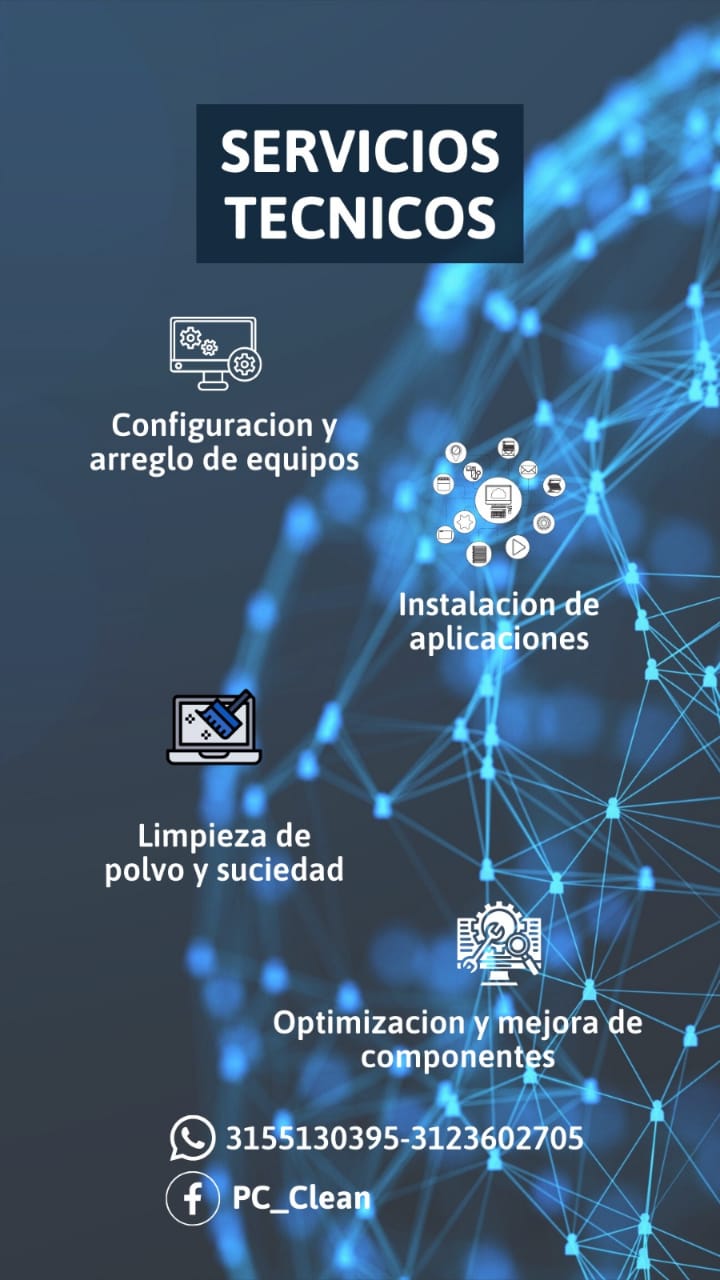 SERVICIOS
TECNICOS
Configuracion y
arreglo de equipos
Instalacion de
aplicaciones
Limpieza de
polvo y suciedad
Optimizacion y mejora de
componentes
3155130395-3123602705
PC_Clean